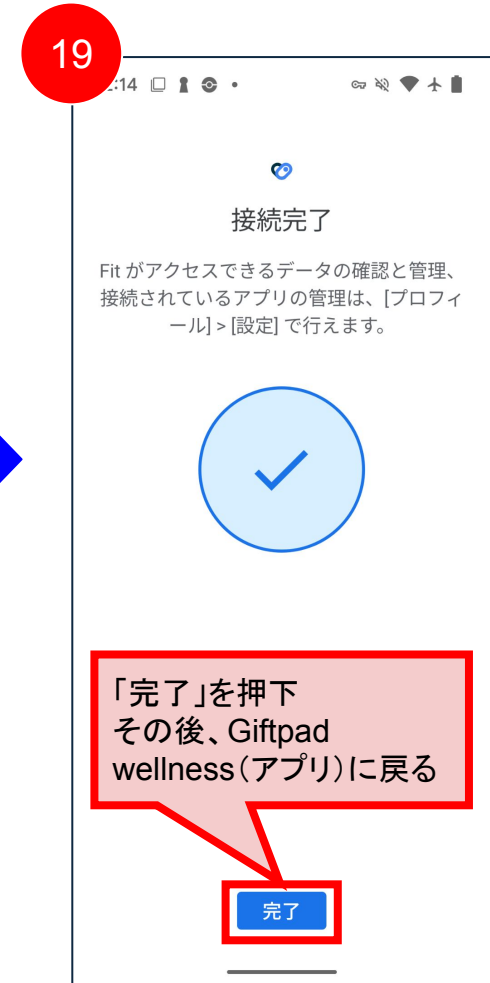 19
:14
接続完了
Fit がアクセスできるデータの確認と管理、
接続されているアプリの管理は、[プロフィ
ール] > [設定] で行えます。
「完了」を押下
その後、Giftpad
wellness（アプリ）に戻る
完了